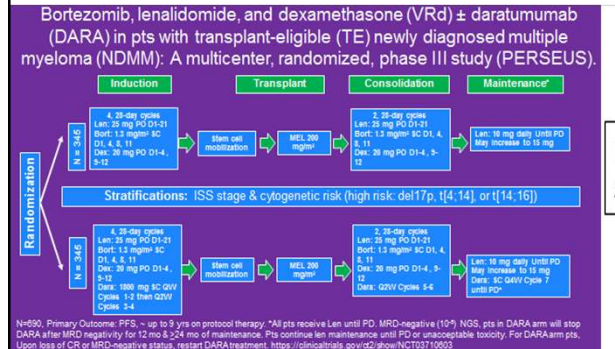 Bortezomib, lenalidomide, and dexamethasone (VRd) ± daratumumab
(DARA) in pts with transplant-eligible (TE) newly diagnosed multiple
myeloma (NDMM): A multicenter, randomized, phase III study (PERSEUS).
Induction
Transplant
Consolidation
Maintenance*
Randomization
N = 345
4, 28-day cycles
Len: 25 mg PO D1-21
Bort: 1.3 mg/m² SC
D1, 4, 8, 11
Dex: 20 mg PO D1-4 ,
9-12
Stem cell
mobilization
MEL 200
mg/m²
2, 28-day cycles
Len: 25 mg PO D1-21
Bort: 1.3 mg/m² SC D1, 4,
8, 11
Dex: 20 mg PO D1-4 , 9-
12
Len: 10 mg daily Until PD
May increase to 15 mg
Stratifications: ISS stage & cytogenetic risk (high risk: del17p, t[4;14], or t[14;16])
N = 345
4, 28-day cycles
Len: 25 mg PO D1-21
Bort: 1.3 mg/m² SC
D1, 4, 8, 11
Dex: 20 mg PO D1-4 ,
9-12
Dara: 1800 mg SC QW
Cycles 1-2 then Q2W
Cycles 3-4
Stem cell
mobilization
MEL 200
mg/m²
2, 28-day cycles
Len: 25 mg PO D1-21
Bort: 1.3 mg/m² SC D1, 4,
8, 11
Dex: 20 mg PO D1-4 , 9-
12
Dara: Q2W Cycles 5-6
Len: 10 mg daily Until PD
May increase to 15 mg
Dara: SC Q4W Cycle 7
until PD*
N=690, Primary Outcome: PFS, ~ up to 9 yrs on protocol therapy. *All pts receive Len until PD. MRD-negative (10⁻⁵) NGS, pts in DARA arm will stop
DARA after MRD negativity for 12 mo & ≥24 mo of maintenance. Pts continue len maintenance until PD or unacceptable toxicity. For DARA arm pts,
Upon loss of CR or MRD-negative status, restart DARA treatment. https://clinicaltrials.gov/ct2/show/NCT03710603